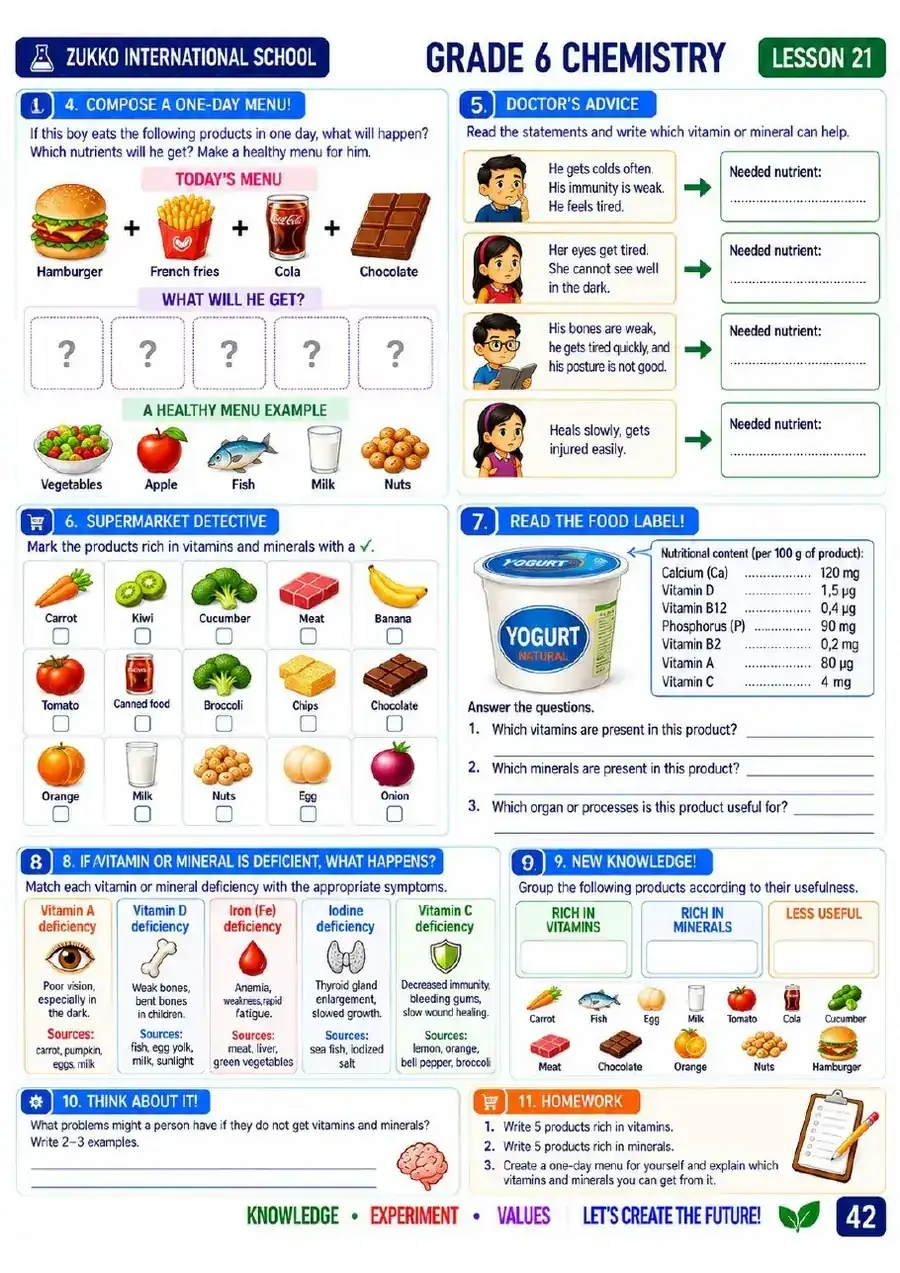 ZUKKO INTERNATIONAL SCHOOL
GRADE 6 CHEMISTRY
LESSON 21
4. COMPOSE A ONE-DAY MENU!
If this boy eats the following products in one day, what will happen?
Which nutrients will he get? Make a healthy menu for him.
TODAY'S MENU
+ + +
Hamburger French fries Cola Chocolate
WHAT WILL HE GET?
? ? ? ? ?
A HEALTHY MENU EXAMPLE
Vegetables Apple Fish Milk Nuts
5. DOCTOR'S ADVICE
Read the statements and write which vitamin or mineral can help.
He gets colds often.
His immunity is weak.
He feels tired.
Needed nutrient:
Her eyes get tired.
She cannot see well
in the dark.
Needed nutrient:
His bones are weak,
he gets tired quickly, and
his posture is not good.
Needed nutrient:
Heals slowly, gets
injured easily.
Needed nutrient:
6. SUPERMARKET DETECTIVE
Mark the products rich in vitamins and minerals with a ✓.
Carrot Kiwi Cucumber Meat Banana
Tomato Canned food Broccoli Chips Chocolate
Orange Milk Nuts Egg Onion
7. READ THE FOOD LABEL!
YOGURT
YOGURT
NATURAL
Nutritional content (per 100 g of product):
Calcium (Ca) .................. 120 mg
Vitamin D .................. 1,5 µg
Vitamin B12 .................. 0,4 µg
Phosphorus (P) .................. 90 mg
Vitamin B2 .................. 0,2 mg
Vitamin A .................. 80 µg
Vitamin C .................. 4 mg
Answer the questions.
1. Which vitamins are present in this product?
2. Which minerals are present in this product?
3. Which organ or processes is this product useful for?
8 8. IF /VITAMIN OR MINERAL IS DEFICIENT, WHAT HAPPENS?
Match each vitamin or mineral deficiency with the appropriate symptoms.
Vitamin A
deficiency
Poor vision,
especially in
the dark.
Sources:
carrot, pumpkin,
eggs, milk
Vitamin D
deficiency
Weak bones,
bent bones
in children.
Sources:
fish, egg yolk,
milk, sunlight
Iron (Fe)
deficiency
Anemia,
weakness,rapid
fatigue.
Sources:
meat, liver,
green vegetables
Iodine
deficiency
Thyroid gland
enlargement,
slowed growth.
Sources:
sea fish, iodized
salt
Vitamin C
deficiency
Decreased immunity,
bleeding gums,
slow wound healing.
Sources:
lemon, orange,
bell pepper, broccoli
9. 9. NEW KNOWLEDGE!
Group the following products according to their usefulness.
RICH IN
VITAMINS
RICH IN
MINERALS
LESS USEFUL
Carrot Fish Egg Milk Tomato Cola Cucumber
Meat Chocolate Orange Nuts Hamburger
10. THINK ABOUT IT!
What problems might a person have if they do not get vitamins and minerals?
Write 2–3 examples.
11. HOMEWORK
1. Write 5 products rich in vitamins.
2. Write 5 products rich in minerals.
3. Create a one-day menu for yourself and explain which
vitamins and minerals you can get from it.
KNOWLEDGE • EXPERIMENT • VALUES LET'S CREATE THE FUTURE!
42